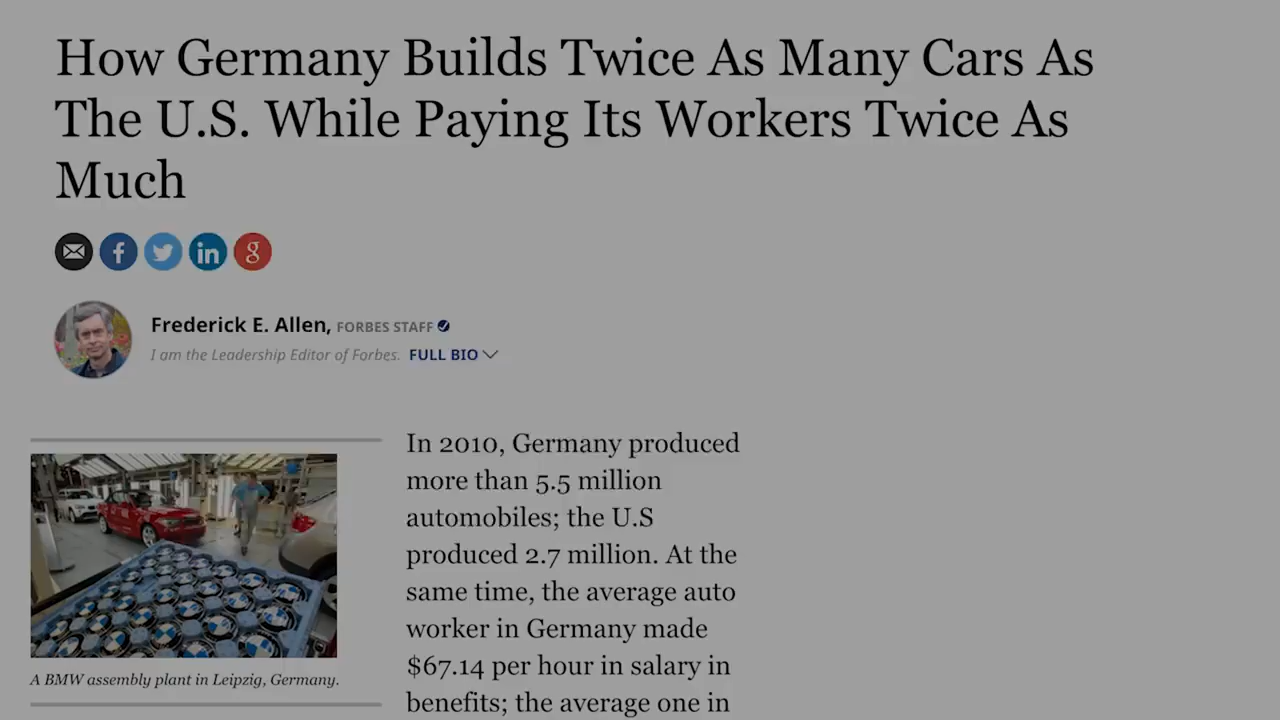 How Germany Builds Twice As Many Cars As
The U.S. While Paying Its Workers Twice As
Much
Frederick E. Allen, FORBES STAFF
I am the Leadership Editor of Forbes. FULL BIO
A BMW assembly plant in Leipzig, Germany.
In 2010, Germany produced
more than 5.5 million
automobiles; the U.S
produced 2.7 million. At the
same time, the average auto
worker in Germany made
$67.14 per hour in salary in
benefits; the average one in